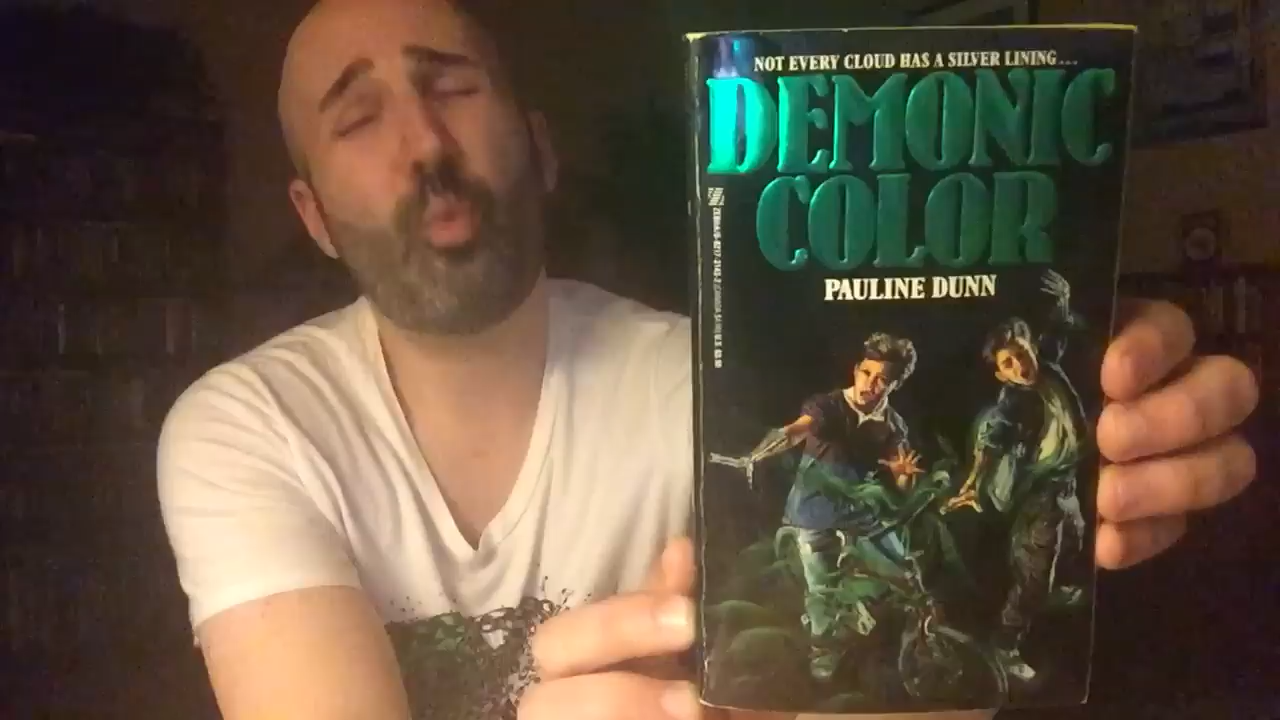 NOT EVERY CLOUD HAS A SILVER LINING...
DEMONIC
COLOR
PAULINE DUNN